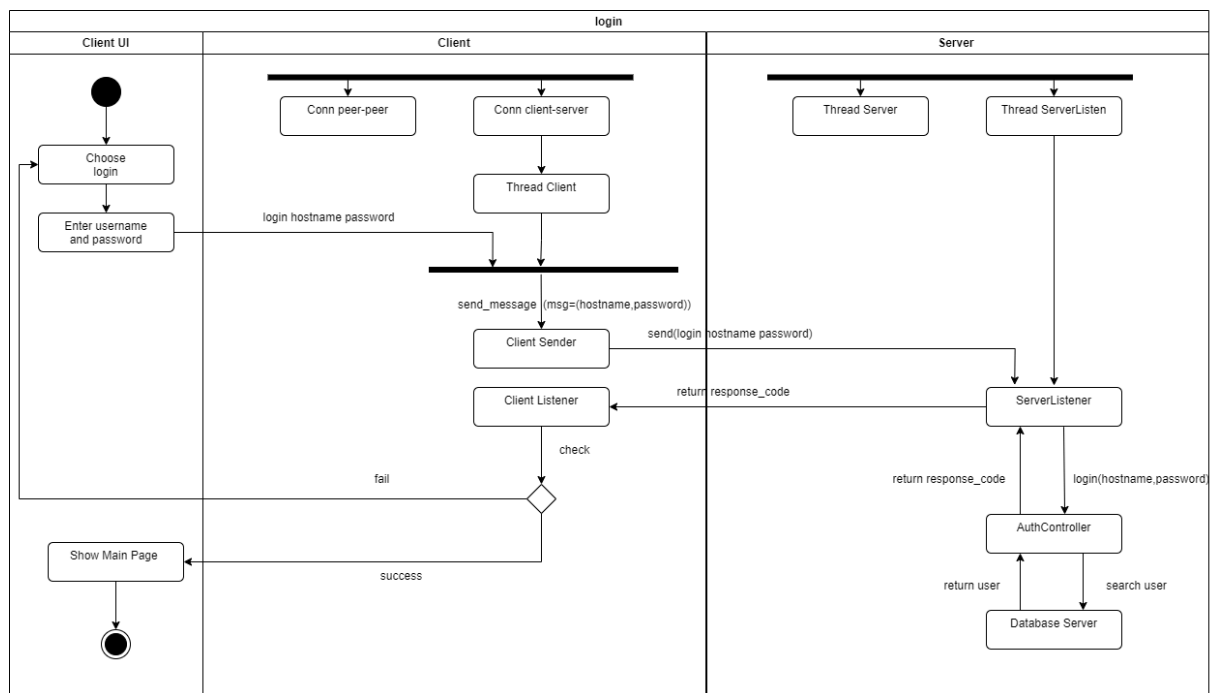 login
Client UI
Client
Server
Conn peer-peer
Conn client-server
Thread Server
Thread ServerListen
Choose
login
Thread Client
Enter username
and password
login hostname password
send_message (msg=(hostname,password))
Client Sender
send(login hostname password)
Client Listener
return response_code
ServerListener
check
fail
return response_code
login(hostname,password)
AuthController
Show Main Page
success
return user
search user
Database Server